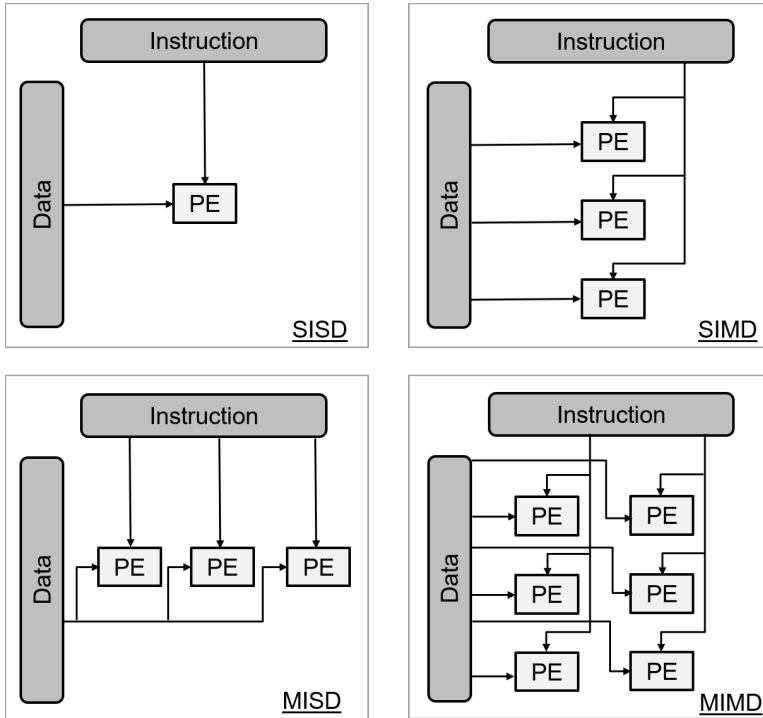 Instruction
Data
PE
SISD
Instruction
Data
PE
PE
PE
SIMD
Instruction
Data
PE
PE
PE
MISD
Instruction
Data
PE
PE
PE
PE
PE
PE
MIMD